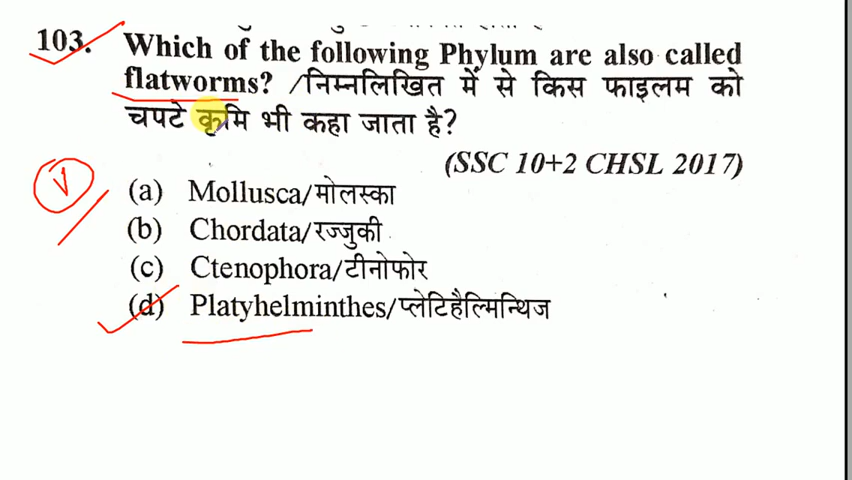 103. Which of the following Phylum are also called
flatworms? /निम्नलिखित में से किस फाइलम को
चपटे कृमि भी कहा जाता है?
(SSC 10+2 CHSL 2017)
(a) Mollusca/मोलस्का
(b) Chordata/रज्जुकी
(c) Ctenophora/टीनोफोर
(d) Platyhelminthes/प्लेटिहैल्मिन्थिज